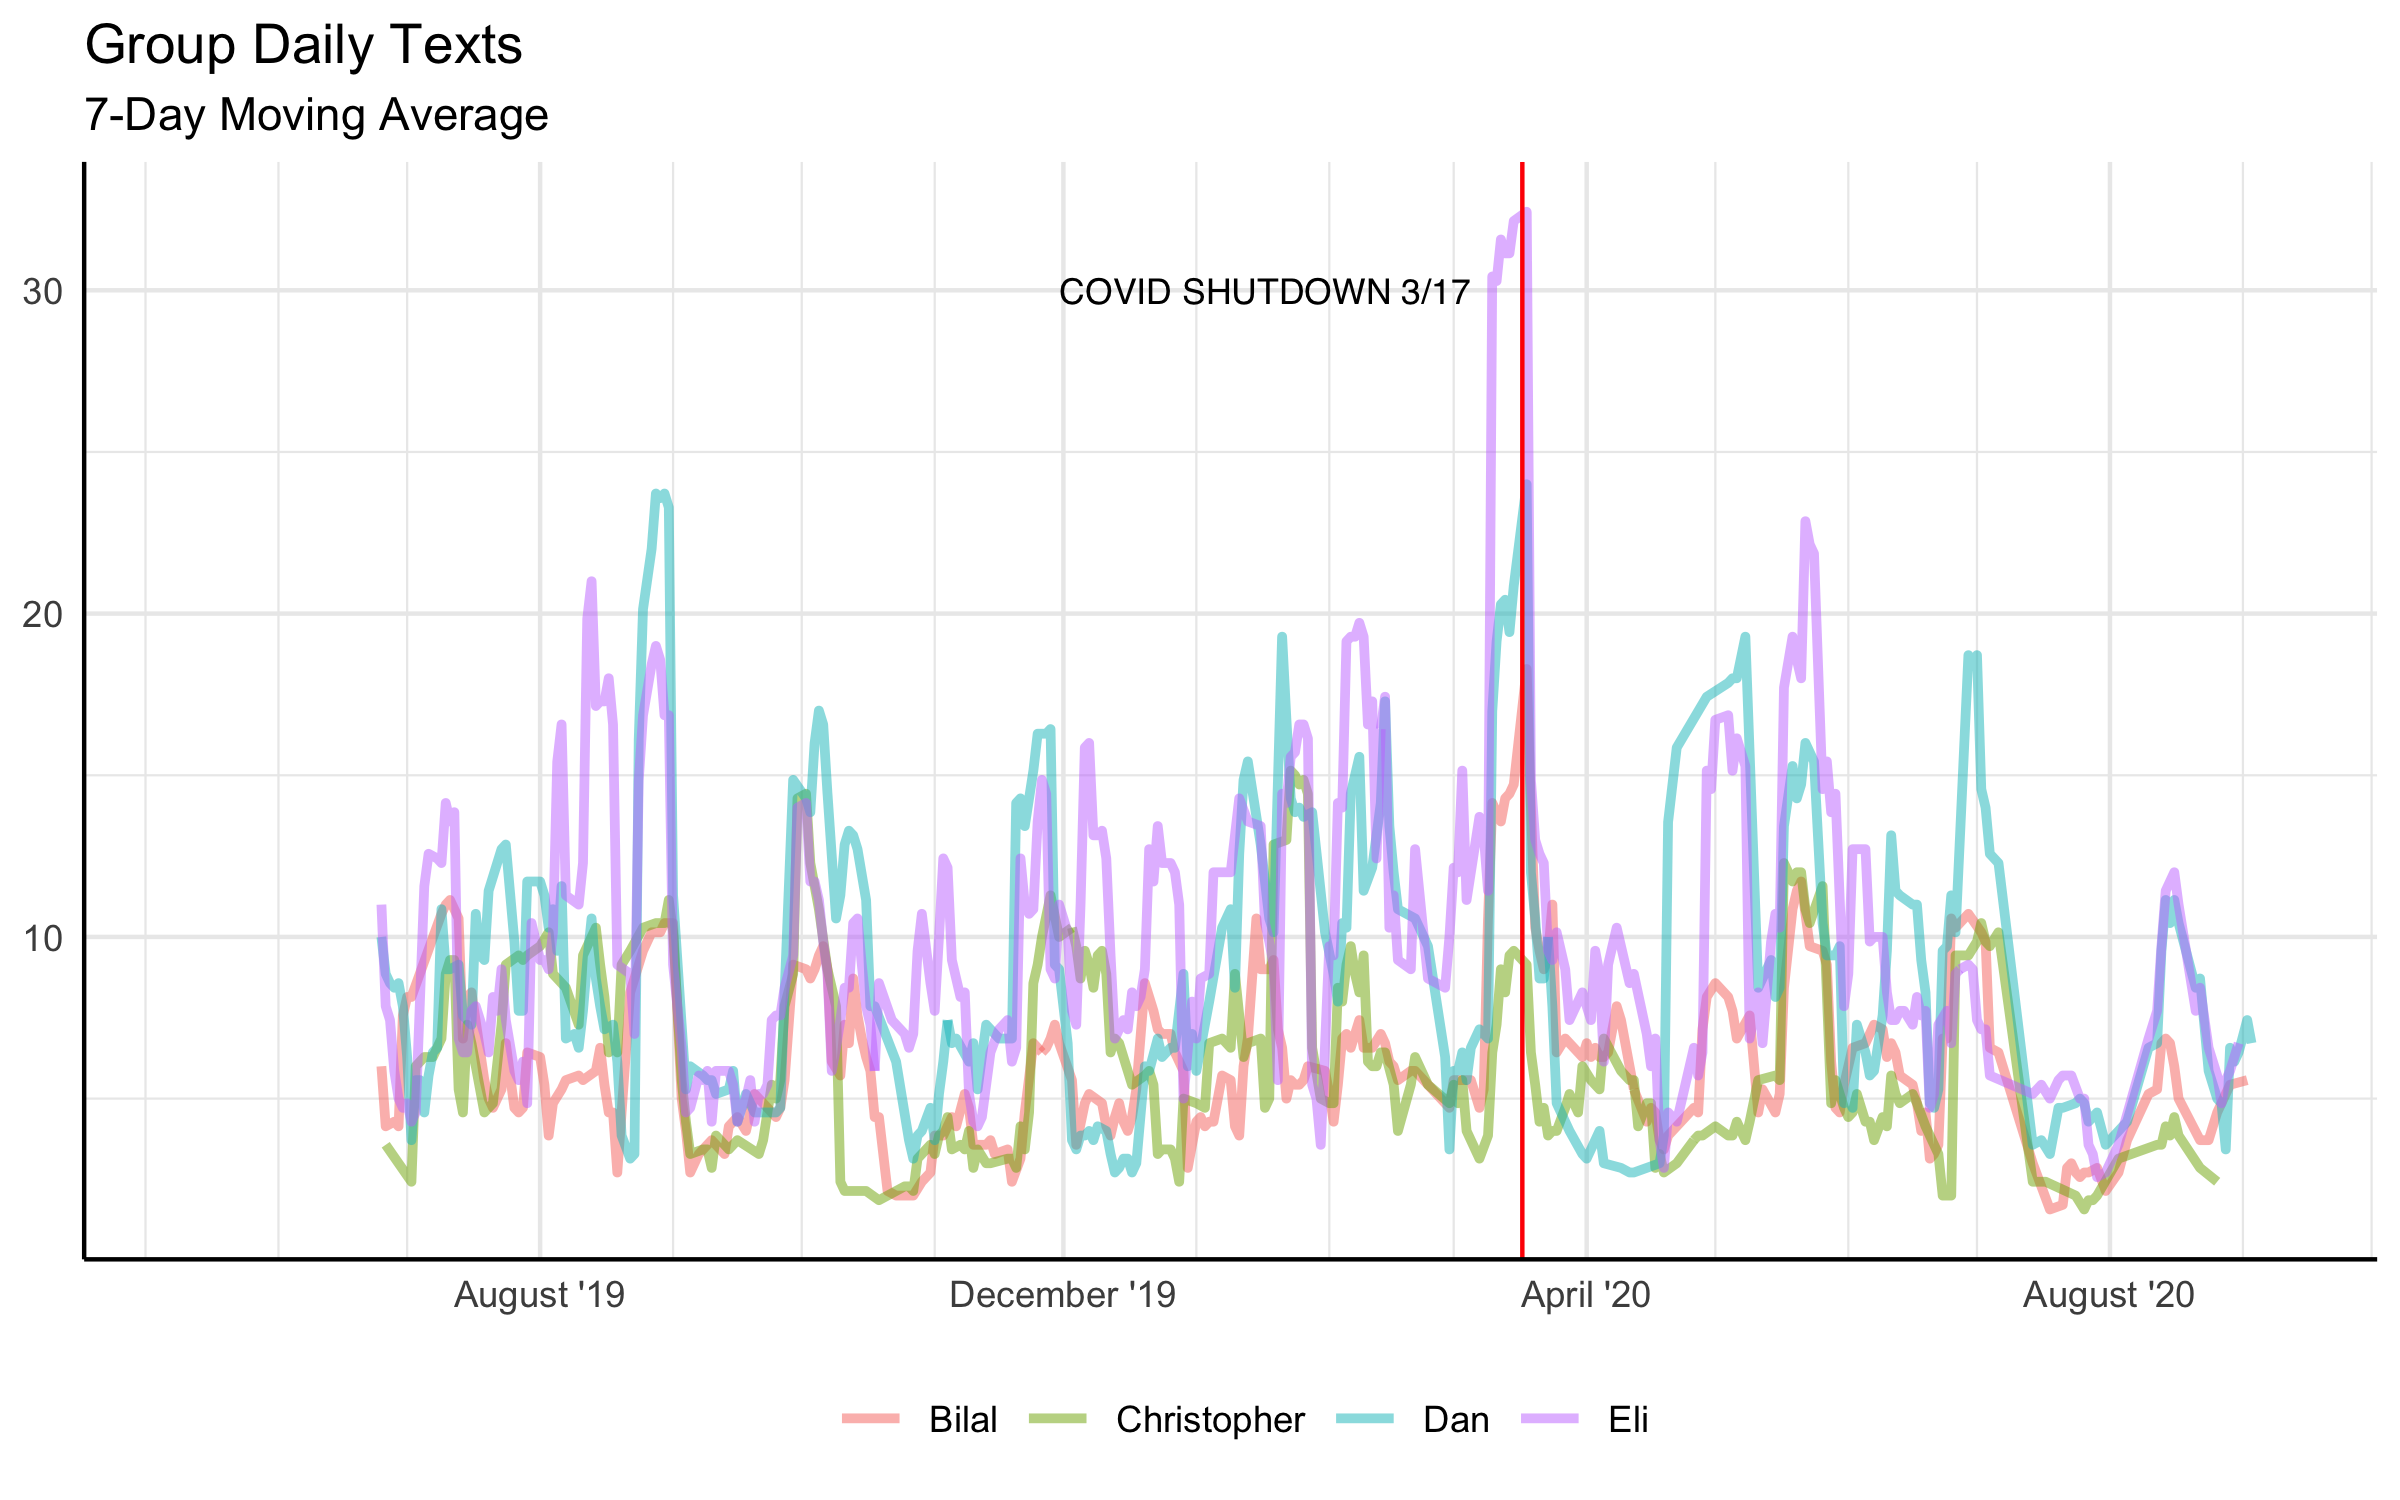 Group Daily Texts
7-Day Moving Average
30
COVID SHUTDOWN 3/17
20
10
August '19 December '19 April '20 August '20
Bilal Christopher Dan Eli